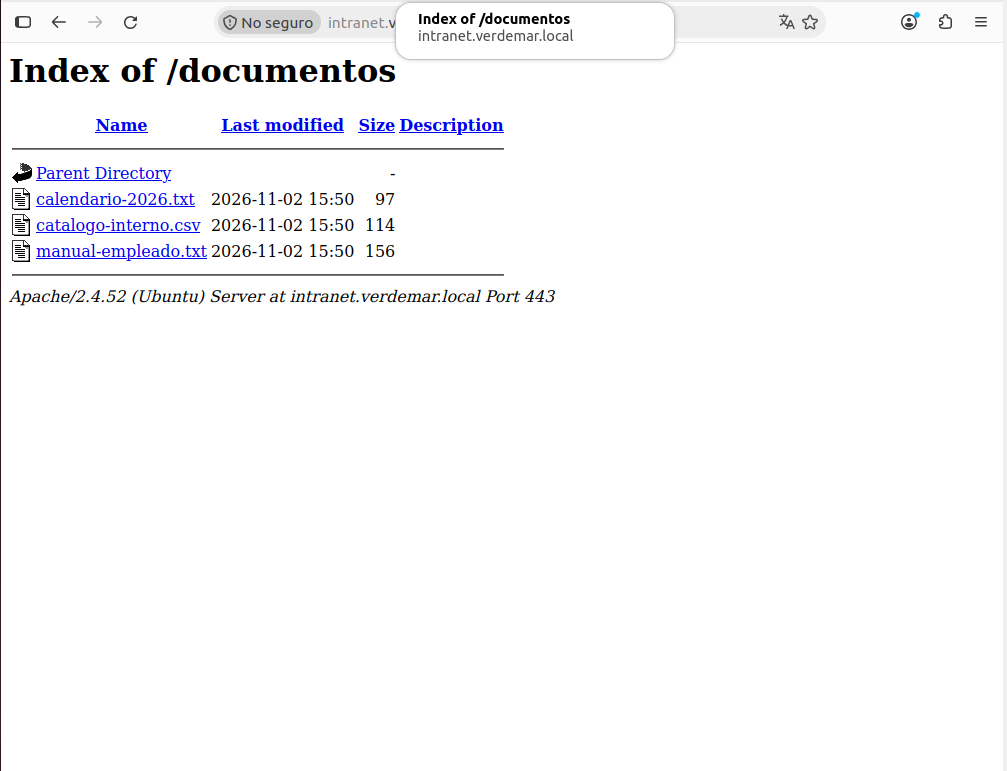 No seguro intranet.v
Index of /documentos
intranet.verdemar.local
Index of /documentos
Name Last modified Size Description
Parent Directory -
calendario-2026.txt 2026-11-02 15:50 97
catalogo-interno.csv 2026-11-02 15:50 114
manual-empleado.txt 2026-11-02 15:50 156
Apache/2.4.52 (Ubuntu) Server at intranet.verdemar.local Port 443